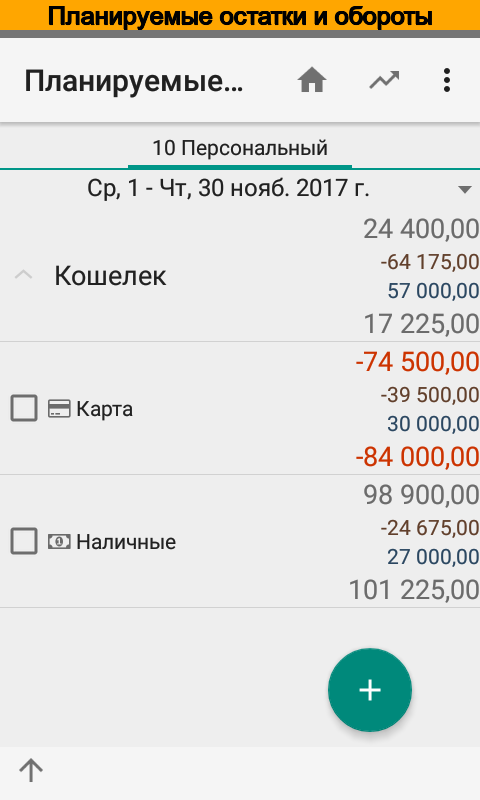 Планируемые остатки и обороты
Планируемые...
10 Персональный
Ср, 1 - Чт, 30 нояб. 2017 г.
24 400,00
-64 175,00
Кошелек
57 000,00
17 225,00
-74 500,00
-39 500,00
Карта
30 000,00
-84 000,00
98 900,00
-24 675,00
Наличные
27 000,00
101 225,00